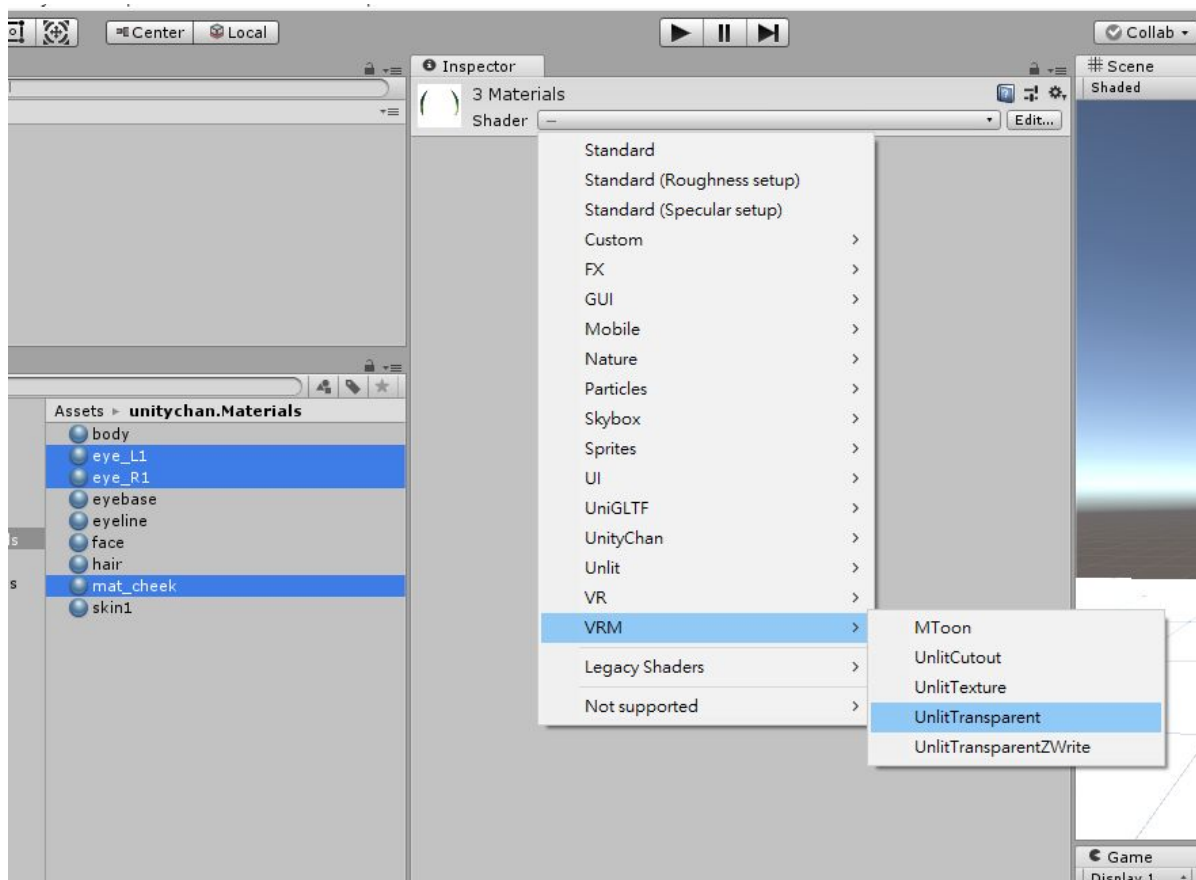 Center
Local
Collab
Inspector
3 Materials
Shader
Edit...
Scene
Shaded
Standard
Standard (Roughness setup)
Standard (Specular setup)
Custom
FX
GUI
Mobile
Nature
Particles
Skybox
Sprites
UI
UniGLTF
UnityChan
Unlit
VR
VRM
Legacy Shaders
Not supported
MToon
UnlitCutout
UnlitTexture
UnlitTransparent
UnlitTransparentZWrite
Assets ▸ unitychan.Materials
body
eye_L1
eye_R1
eyebase
eyeline
face
hair
mat_cheek
skin1
Game
Display 1